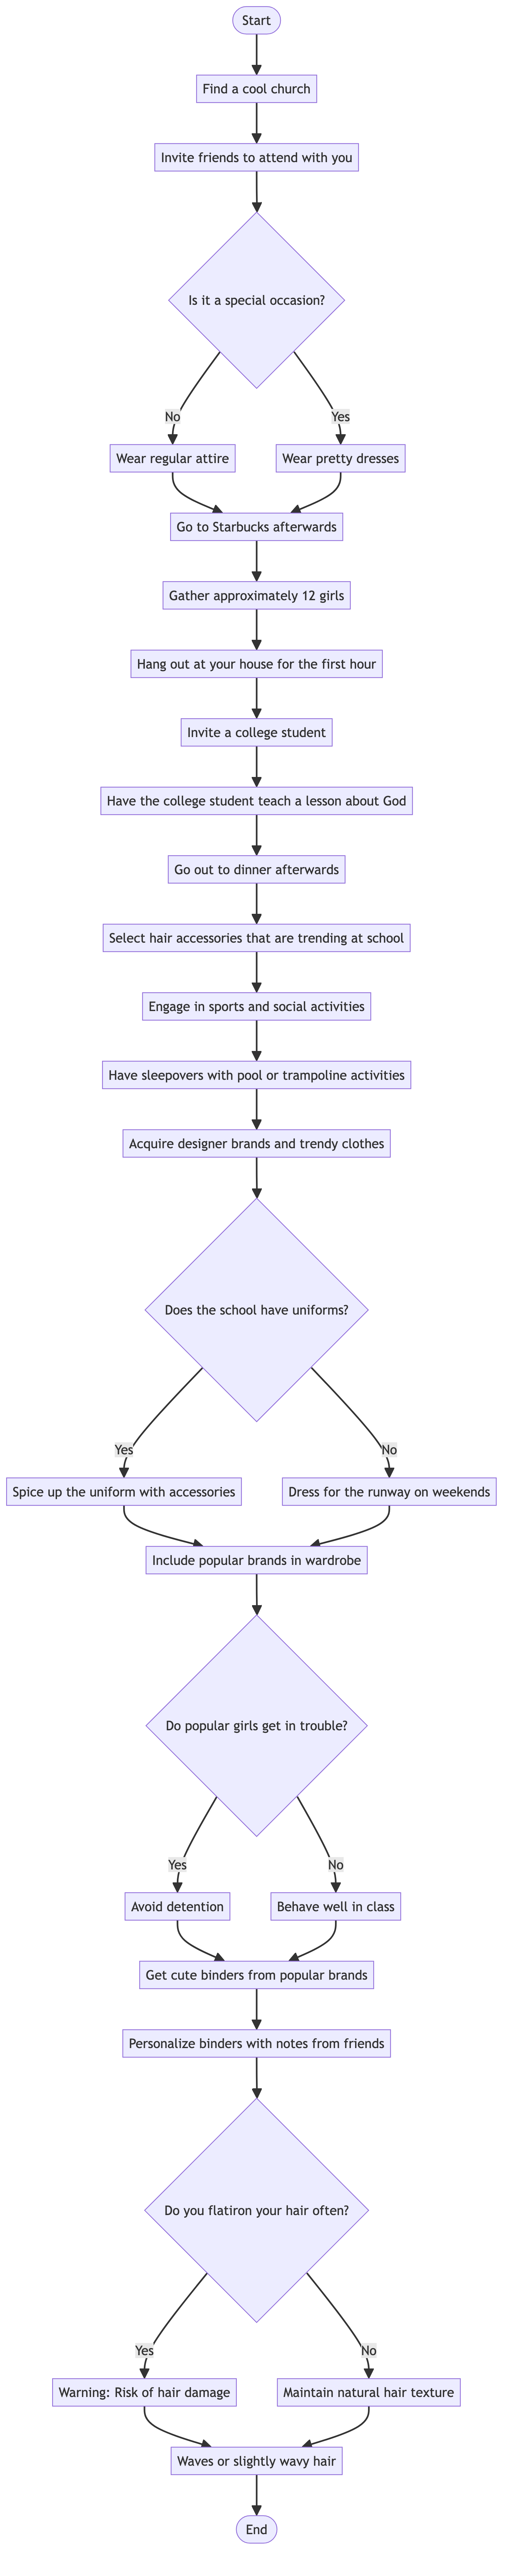 Start
Find a cool church
Invite friends to attend with you
Is it a special occasion?
No
Yes
Wear regular attire
Wear pretty dresses
Go to Starbucks afterwards
Gather approximately 12 girls
Hang out at your house for the first hour
Invite a college student
Have the college student teach a lesson about God
Go out to dinner afterwards
Select hair accessories that are trending at school
Engage in sports and social activities
Have sleepovers with pool or trampoline activities
Acquire designer brands and trendy clothes
Does the school have uniforms?
Yes
No
Spice up the uniform with accessories
Dress for the runway on weekends
Include popular brands in wardrobe
Do popular girls get in trouble?
Yes
No
Avoid detention
Behave well in class
Get cute binders from popular brands
Personalize binders with notes from friends
Do you flatiron your hair often?
Yes
No
Warning: Risk of hair damage
Maintain natural hair texture
Waves or slightly wavy hair
End